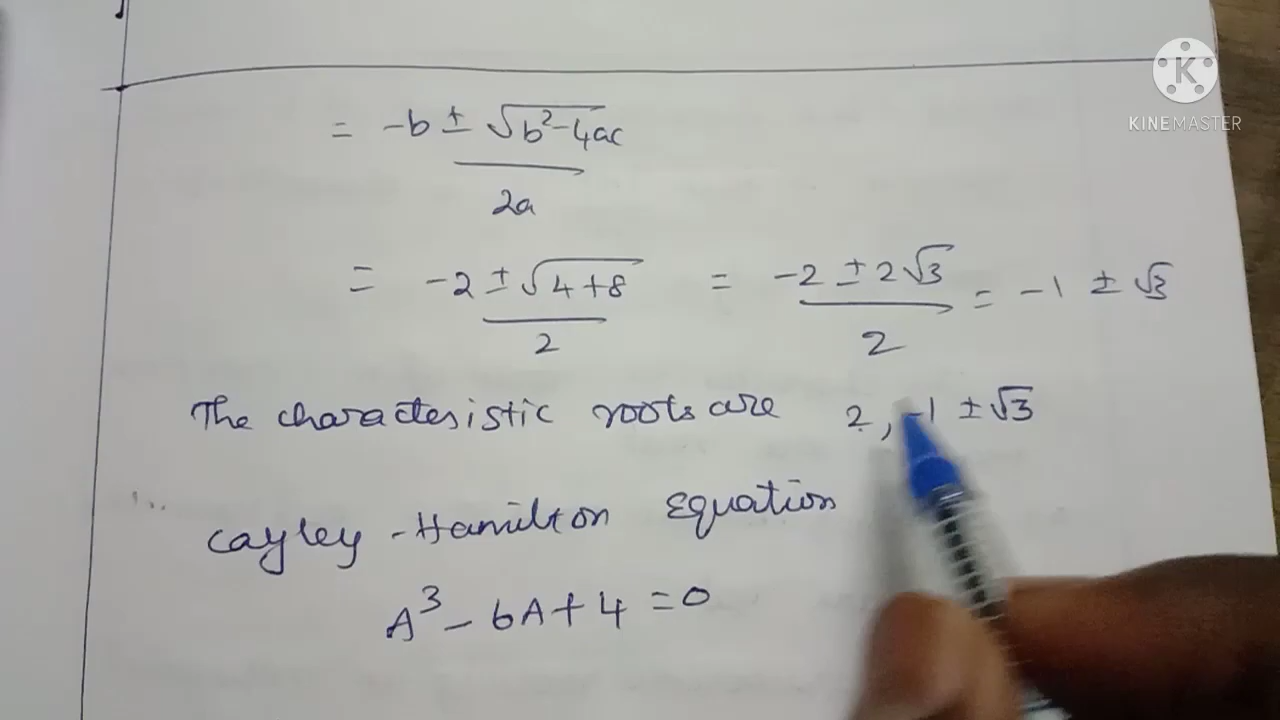 = -b ± √b²-4ac / 2a
= -2 ± √4+8 / 2 = -2 ± 2√3 / 2 = -1 ± √3
The characteristic roots are 2, -1 ± √3
Cayley-Hamilton Equation
A³ - 6A + 4 = 0
K
KINEMASTER